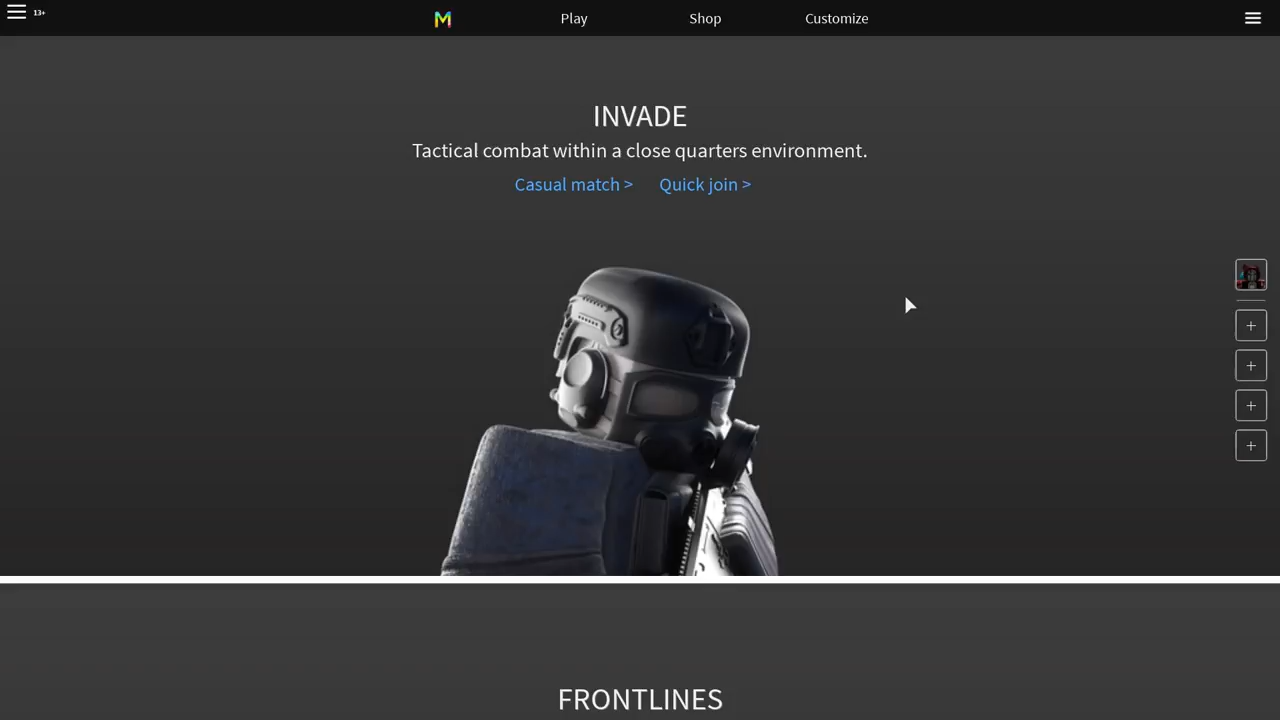 13+
M
Play
Shop
Customize
INVADE
Tactical combat within a close quarters environment.
Casual match >
Quick join >
+
+
+
+
FRONTLINES